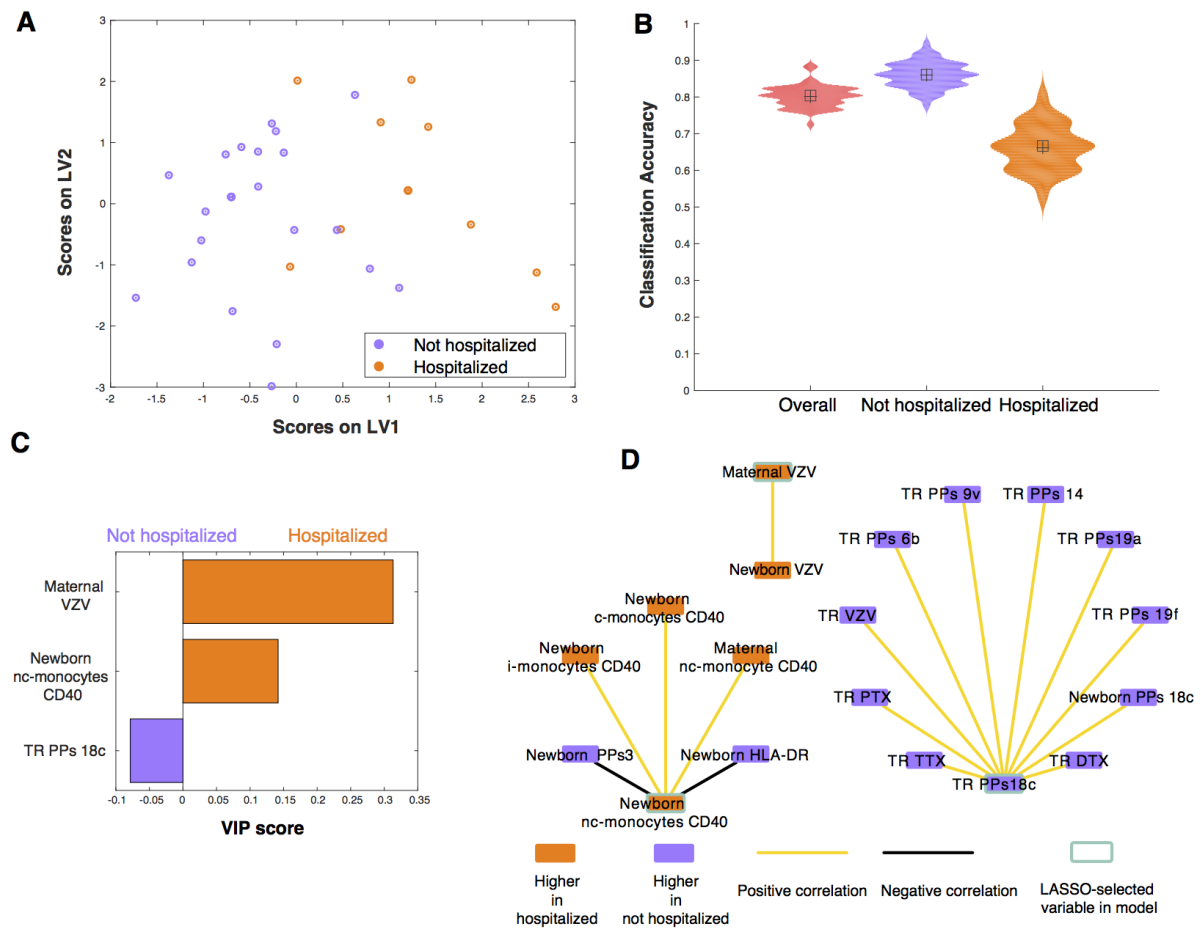 A
3
2
1
0
-1
-2
-3
Scores on LV2
-2
-1.5
-1
-0.5
0
0.5
1
1.5
2
2.5
3
Scores on LV1
Not hospitalized
Hospitalized
B
1
0.9
0.8
0.7
0.6
0.5
0.4
0.3
0.2
0.1
0
Classification Accuracy
Overall
Not hospitalized
Hospitalized
C
Not hospitalized
Hospitalized
Maternal
VZV
Newborn
nc-monocytes
CD40
TR PPs 18c
-0.1
-0.05
0
0.05
0.1
0.15
0.2
0.25
0.3
0.35
VIP score
D
Maternal VZV
Newborn VZV
Newborn
c-monocytes CD40
Newborn
i-monocytes CD40
Maternal
nc-monocyte CD40
Newborn PPs3
Newborn HLA-DR
Newborn
nc-monocytes CD40
TR PPs 9v
TR PPs 14
TR PPs 6b
TR PPs19a
TR VZV
TR PPs 19f
TR PTX
Newborn PPs 18c
TR TTX
TR DTX
TR PPs18c
Higher
in
hospitalized
Higher
in
not hospitalized
Positive correlation
Negative correlation
LASSO-selected
variable in model